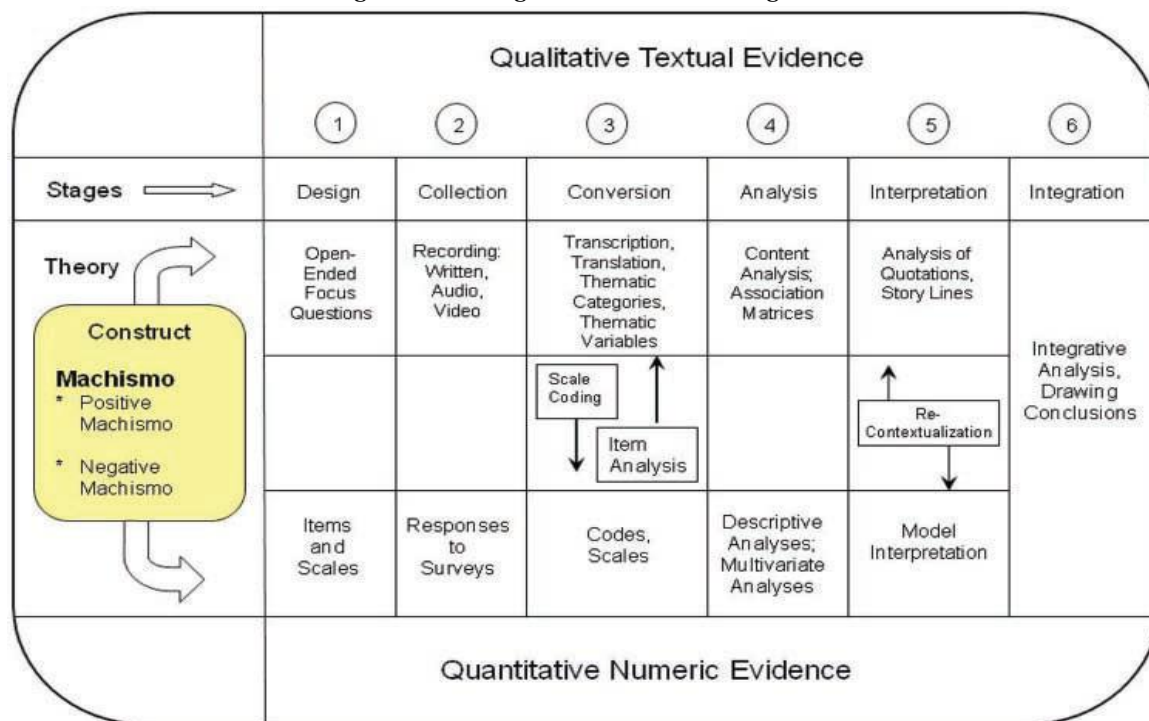 Qualitative Textual Evidence
1 2 3 4 5 6
Stages Design Collection Conversion Analysis Interpretation Integration
Theory
Construct
Machismo
* Positive
Machismo
* Negative
Machismo
Open-
Ended
Focus
Questions
Recording:
Written,
Audio,
Video
Transcription,
Translation,
Thematic
Categories,
Thematic
Variables
Content
Analysis;
Association
Matrices
Analysis of
Quotations,
Story Lines
Scale
Coding
Item
Analysis
Re-
Contextualization
Integrative
Analysis,
Drawing
Conclusions
Items
and
Scales
Responses
to
Surveys
Codes,
Scales
Descriptive
Analyses;
Multivariate
Analyses
Model
Interpretation
Quantitative Numeric Evidence